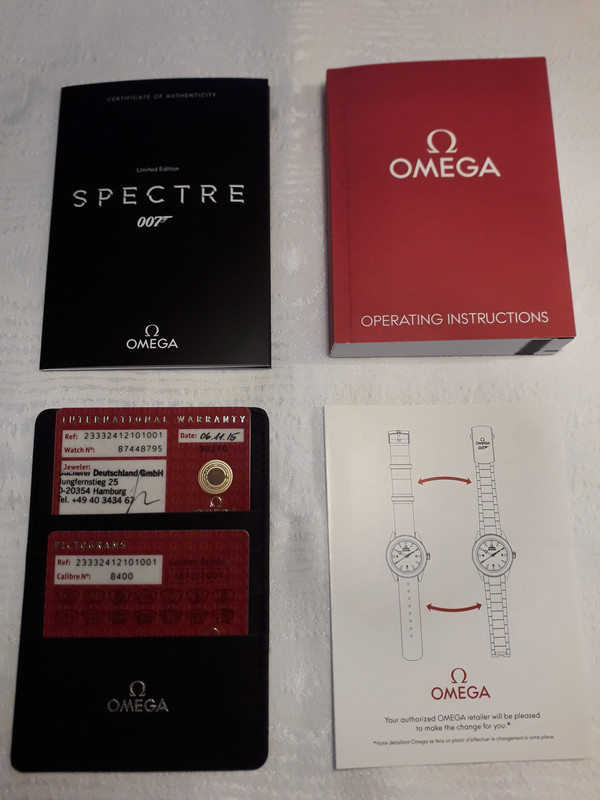 CERTIFICATE OF AUTHENTICITY
Limited Edition
SPECTRE
007
Ω
OMEGA
Ω
OMEGA
OPERATING INSTRUCTIONS
INTERNATIONAL WARRANTY
Ref: 23332412101001
Date: 06.11.15
Watch N°: 87448795
Jeweler:
Deutschland GmbH
Jungfernstieg 25
D-20354 Hamburg
Tel. +49 40 3434 67
PICTOGRAMS
Ref: 23332412101001
Calibre N°: 8400
Ω
OMEGA
OMEGA
007
Ω
OMEGA
Your authorized OMEGA retailer will be pleased
to make the change for you.*
*Votre détaillant Omega se fera un plaisir d'effectuer le changement à votre place.